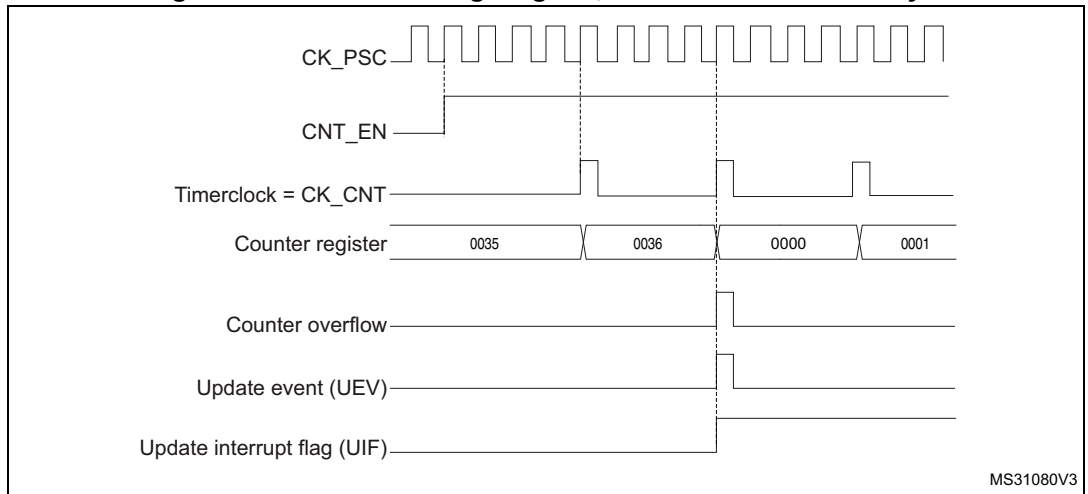 CK_PSC
CNT_EN
Timerclock = CK_CNT
Counter register 0035 0036 0000 0001
Counter overflow
Update event (UEV)
Update interrupt flag (UIF)
MS31080V3